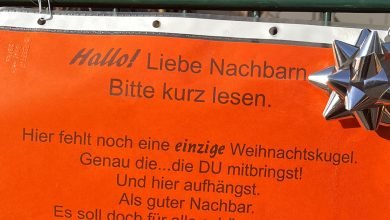 Hallo! Liebe Nachbarn
Bitte kurz lesen.
Hier fehlt noch eine einzige Weihnachtskugel.
Genau die...die DU mitbringst!
Und hier aufhängst.
Als guter Nachbar.
Es soll doch für alle